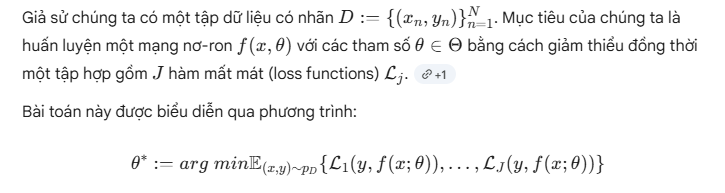 Giả sử chúng ta có một tập dữ liệu có nhãn $D := \{(x_n, y_n)\}_{n=1}^{N}$. Mục tiêu của chúng ta là
huấn luyện một mạng nơ-ron $f(x, \theta)$ với các tham số $\theta \in \Theta$ bằng cách giảm thiểu đồng thời
một tập hợp gồm $J$ hàm mất mát (loss functions) $\mathcal{L}_j$. +1
Bài toán này được biểu diễn qua phương trình:
$\theta^* := arg\ min\mathbb{E}_{(x,y)\sim p_D}\{\mathcal{L}_1(y, f(x;\theta)), \ldots, \mathcal{L}_J(y, f(x;\theta))\}$